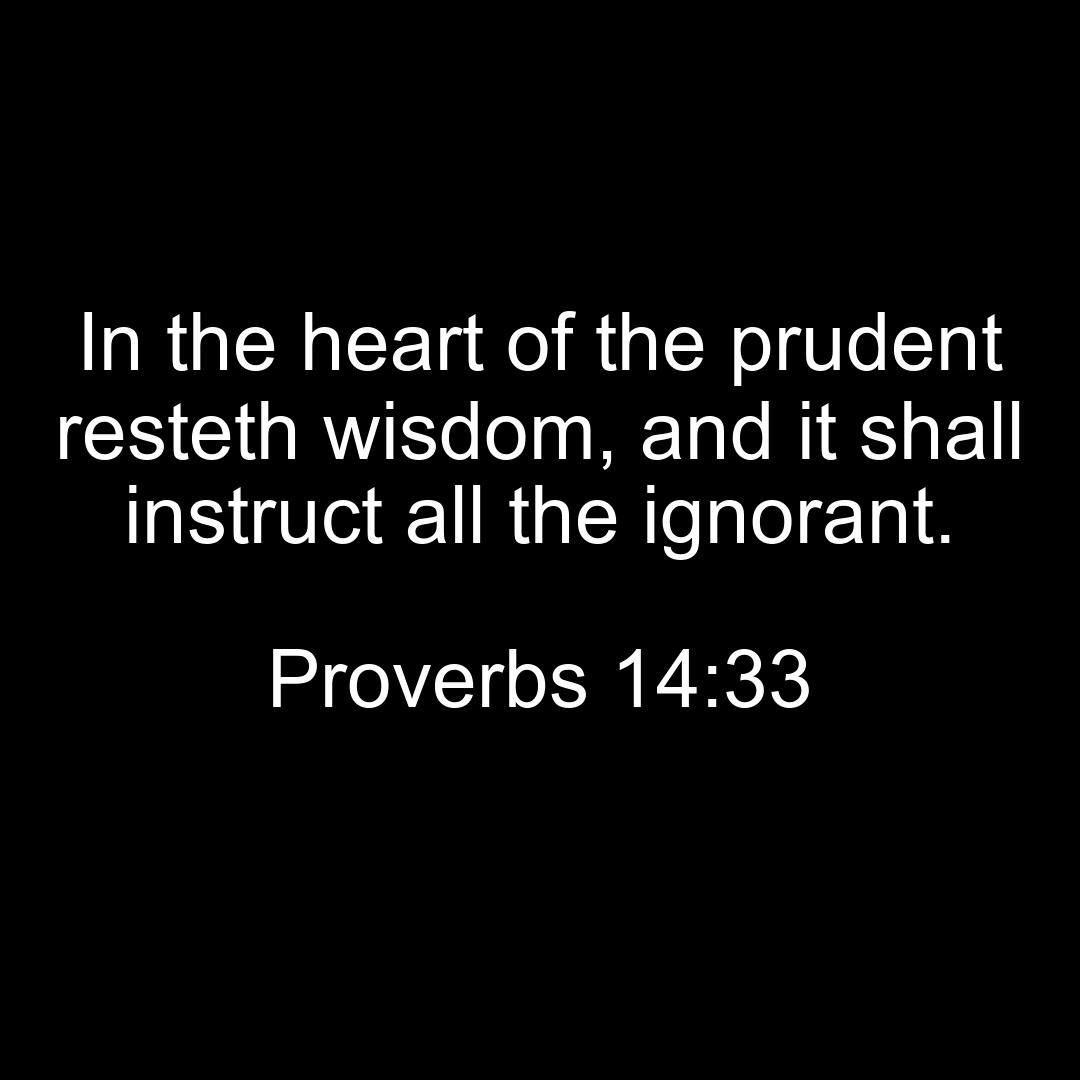 In the heart of the prudent
resteth wisdom, and it shall
instruct all the ignorant.
Proverbs 14:33